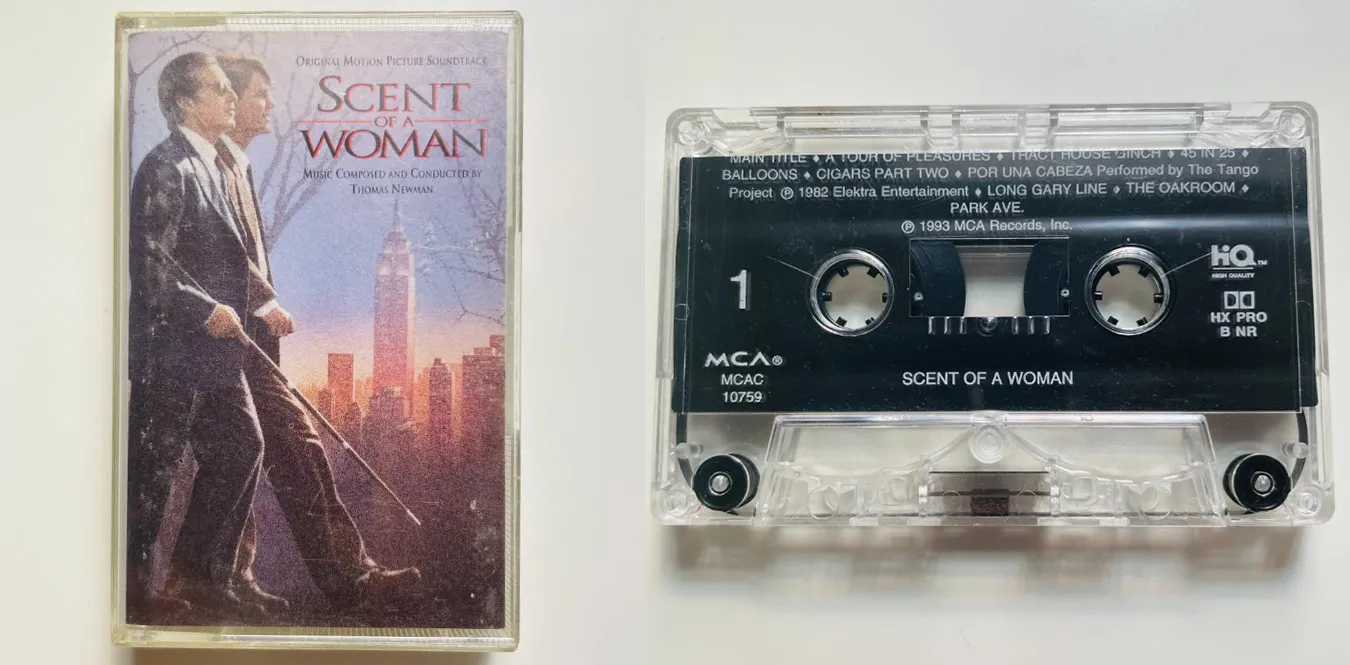 ORIGINAL MOTION PICTURE SOUNDTRACK
SCENT
OF A
WOMAN
MUSIC COMPOSED AND CONDUCTED BY
THOMAS NEWMAN
MAIN TITLE ♦ A TOUR OF PLEASURES ♦ TRACT HOUSE GINCH ♦ 45 IN 25 ♦
BALLOONS ♦ CIGARS PART TWO ♦ POR UNA CABEZA Performed by The Tango
Project ℗ 1982 Elektra Entertainment ♦ LONG GARY LINE ♦ THE OAKROOM ♦
PARK AVE.
℗ 1993 MCA Records, Inc.
1
HiQ™
HIGH QUALITY
HX PRO
B NR
MCA®
MCAC
10759
SCENT OF A WOMAN